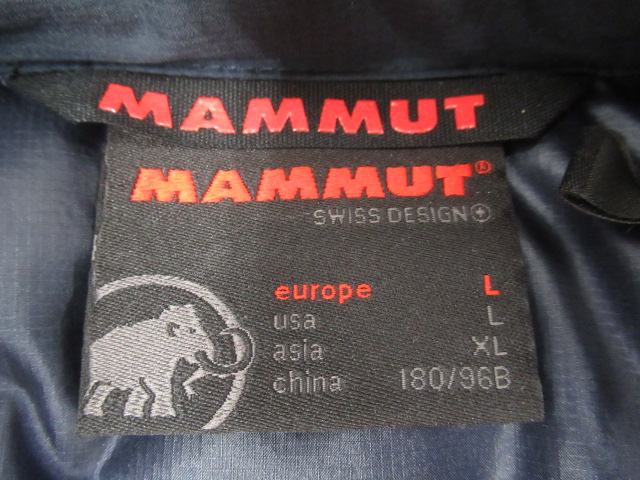 MAMMUT
MAMMUT®
SWISS DESIGN
europe L
usa L
asia XL
china 180/96B